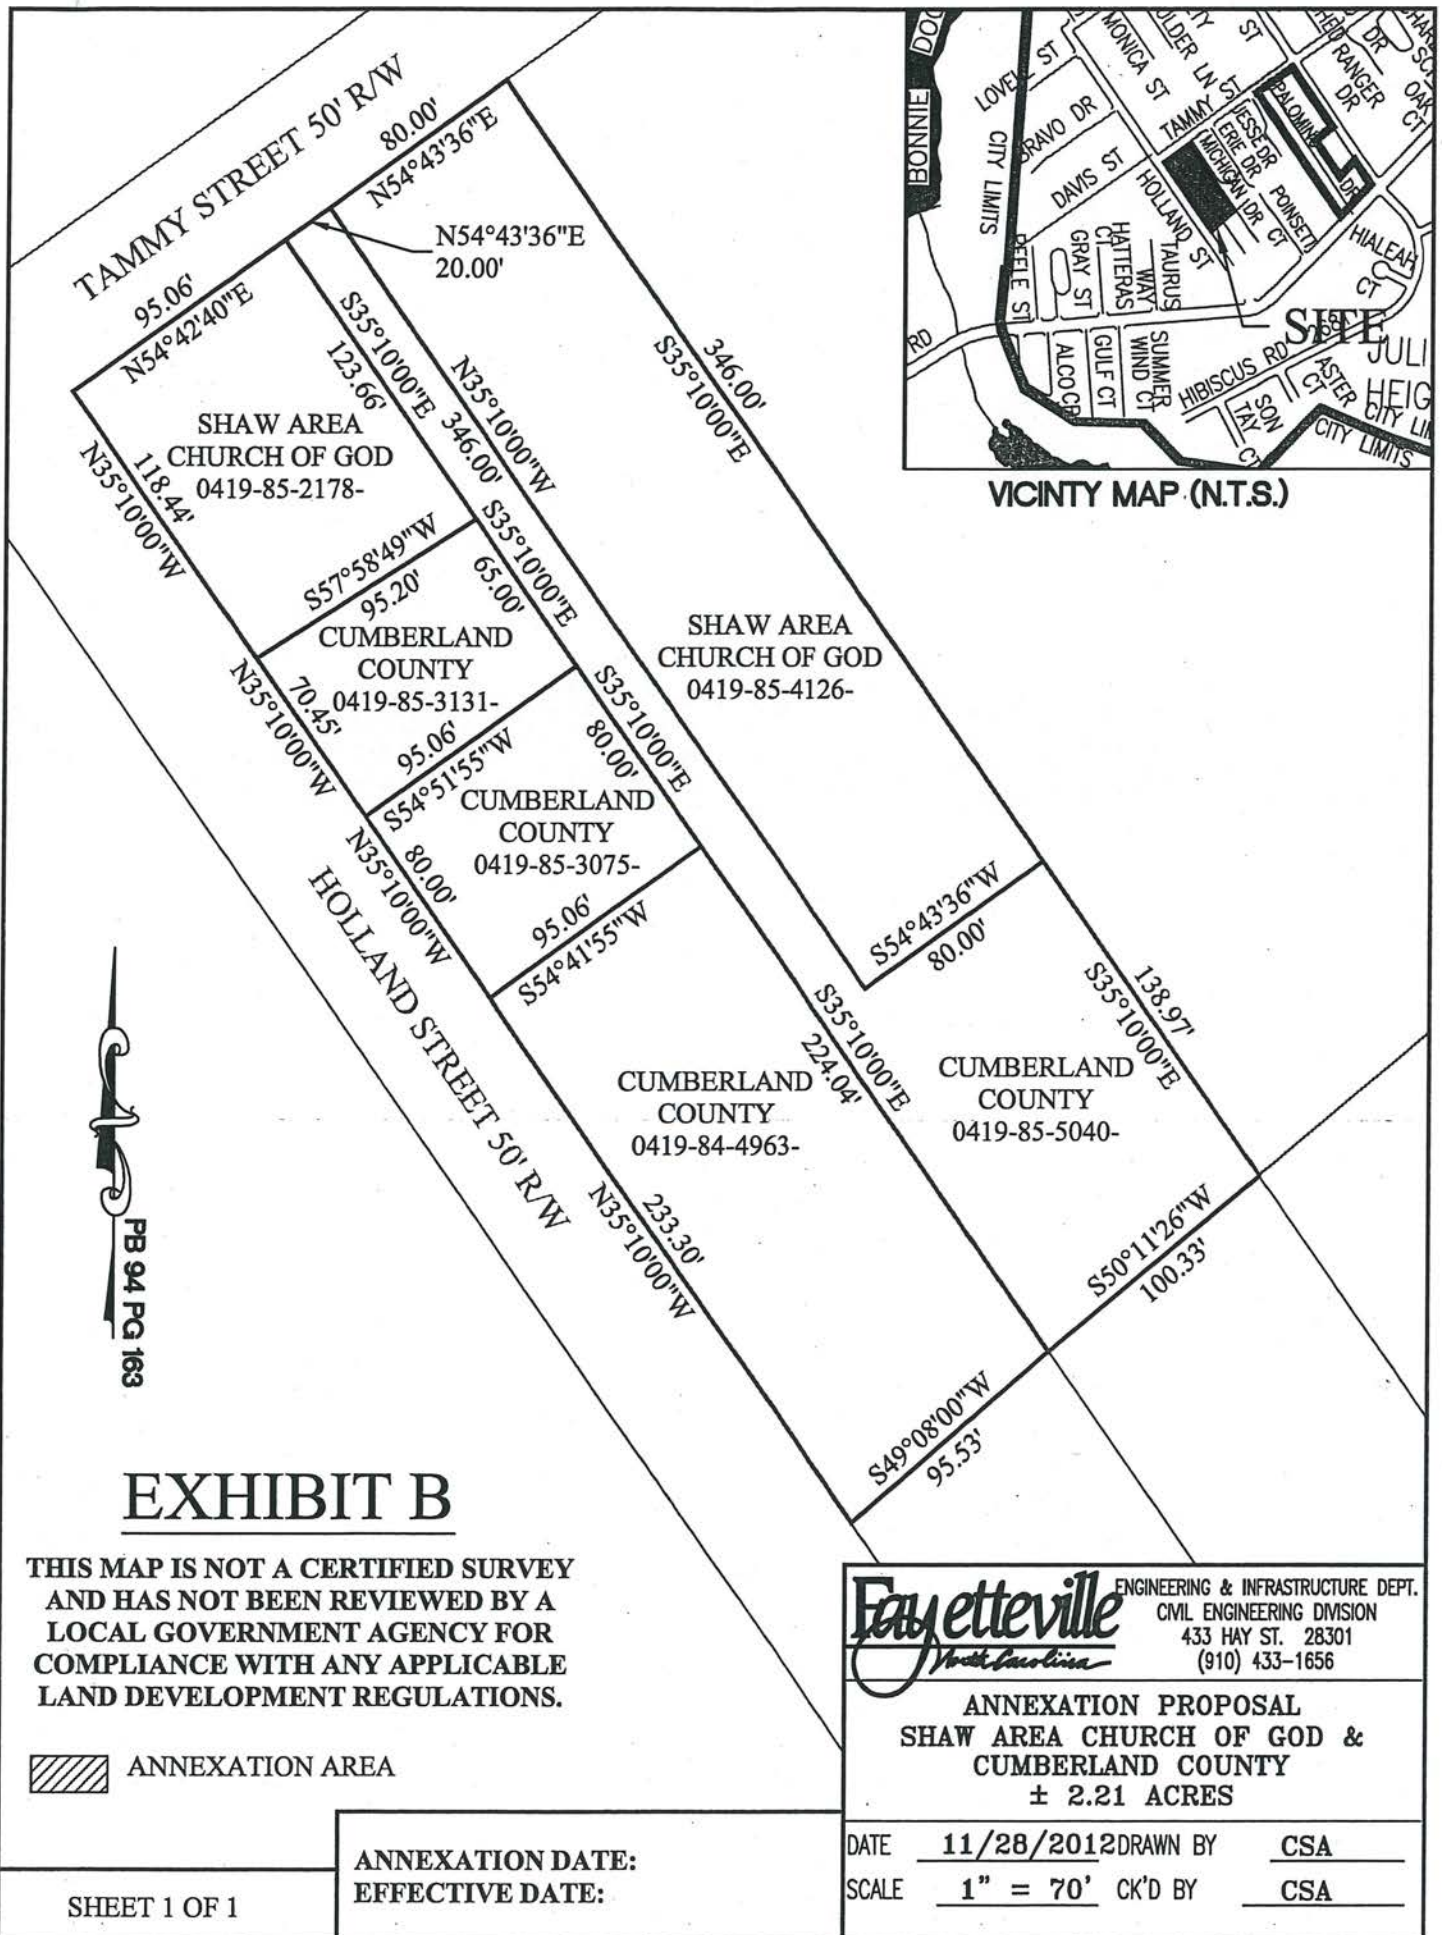 TAMMY STREET 50' R/W
80.00'
N54°43'36"E
N54°43'36"E
20.00'
95.06'
N54°42'40"E
S35°10'00"E
123.66'
346.00'
N35°10'00"W
346.00'
S35°10'00"E
SHAW AREA
CHURCH OF GOD
0419-85-2178-
118.44'
N35°10'00"W
S57°58'49"W
95.20'
S35°10'00"E
65.00'
CUMBERLAND
COUNTY
0419-85-3131-
70.45'
N35°10'00"W
95.06'
S54°51'55"W
S35°10'00"E
80.00'
SHAW AREA
CHURCH OF GOD
0419-85-4126-
CUMBERLAND
COUNTY
0419-85-3075-
80.00'
N35°10'00"W
95.06'
S54°41'55"W
S54°43'36"W
80.00'
HOLLAND STREET 50' R/W
S35°10'00"E
224.04'
138.97'
S35°10'00"E
CUMBERLAND
COUNTY
0419-84-4963-
CUMBERLAND
COUNTY
0419-85-5040-
233.30'
N35°10'00"W
S50°11'26"W
100.33'
S49°08'00"W
95.53'
PB 94 PG 163
BONNIE
DOO
LOVELL ST
MONICA ST
ULDER LN
ST
TAMMY ST
RANGER
DR
DR
OAK
CT
PALOMINO
DR
BRAVO DR
DAVIS ST
CITY LIMITS
JESSE DR
ERIE DR
MICHIGAN DR
POINSETT
CT
HOLLAND ST
HIALEAH
CT
PEELE ST
GRAY ST
HATTERAS
CT
TAURUS
WAY
SITE
RD
ALCO CR
GULF CT
SUMMER
WIND CT
HIBISCUS RD
ASTER
CT
SON
TAY
CT
JULI
HEIG
CITY LI
CITY LIMITS
VICINTY MAP (N.T.S.)
EXHIBIT B
THIS MAP IS NOT A CERTIFIED SURVEY
AND HAS NOT BEEN REVIEWED BY A
LOCAL GOVERNMENT AGENCY FOR
COMPLIANCE WITH ANY APPLICABLE
LAND DEVELOPMENT REGULATIONS.
ANNEXATION AREA
SHEET 1 OF 1
ANNEXATION DATE:
EFFECTIVE DATE:
Fayetteville
North Carolina
ENGINEERING & INFRASTRUCTURE DEPT.
CIVIL ENGINEERING DIVISION
433 HAY ST. 28301
(910) 433-1656
ANNEXATION PROPOSAL
SHAW AREA CHURCH OF GOD &
CUMBERLAND COUNTY
± 2.21 ACRES
DATE 11/28/2012 DRAWN BY CSA
SCALE 1" = 70' CK'D BY CSA